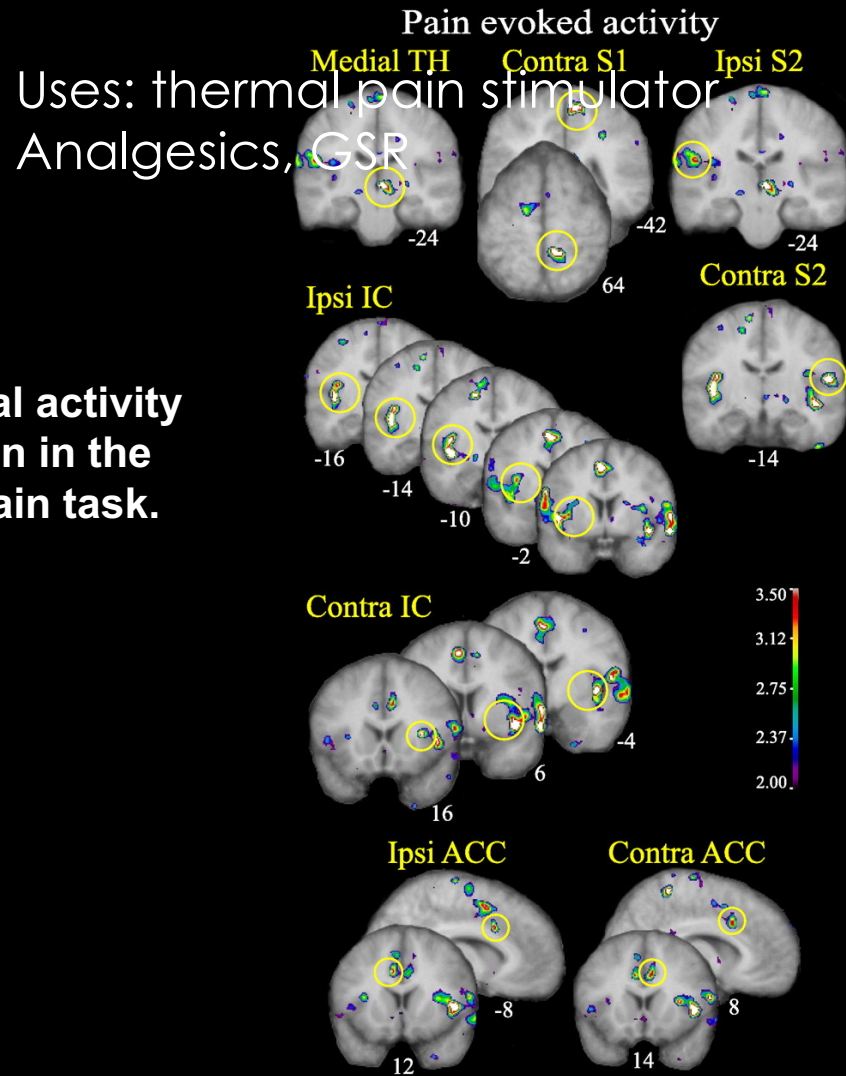 Pain evoked activity
Medial TH Contra S1 Ipsi S2
Uses: thermal pain stimulator
Analgesics, GSR
-24 -42 -24
64
Contra S2
Ipsi IC
al activity
n in the
ain task.
-16 -14 -10 -2
-14
Contra IC
3.50
3.12
2.75
2.37
2.00
-4
6
16
Ipsi ACC Contra ACC
-8 8
12 14